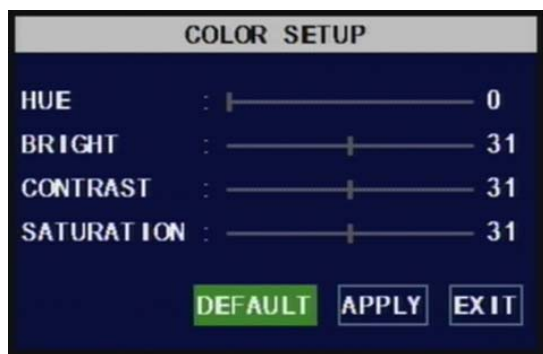 COLOR SETUP
HUE : 0
BRIGHT : 31
CONTRAST : 31
SATURATION : 31
DEFAULT APPLY EXIT